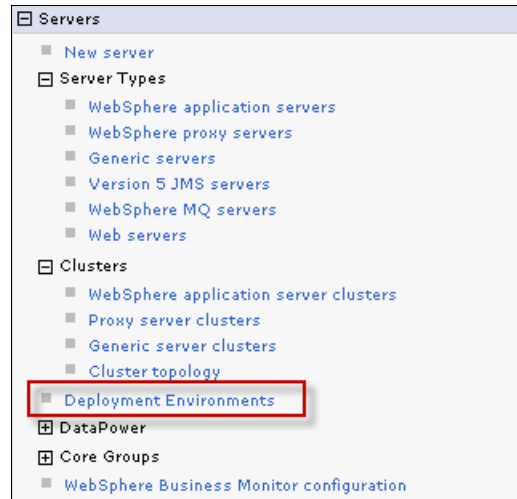 Servers
New server
Server Types
WebSphere application servers
WebSphere proxy servers
Generic servers
Version 5 JMS servers
WebSphere MQ servers
Web servers
Clusters
WebSphere application server clusters
Proxy server clusters
Generic server clusters
Cluster topology
Deployment Environments
DataPower
Core Groups
WebSphere Business Monitor configuration